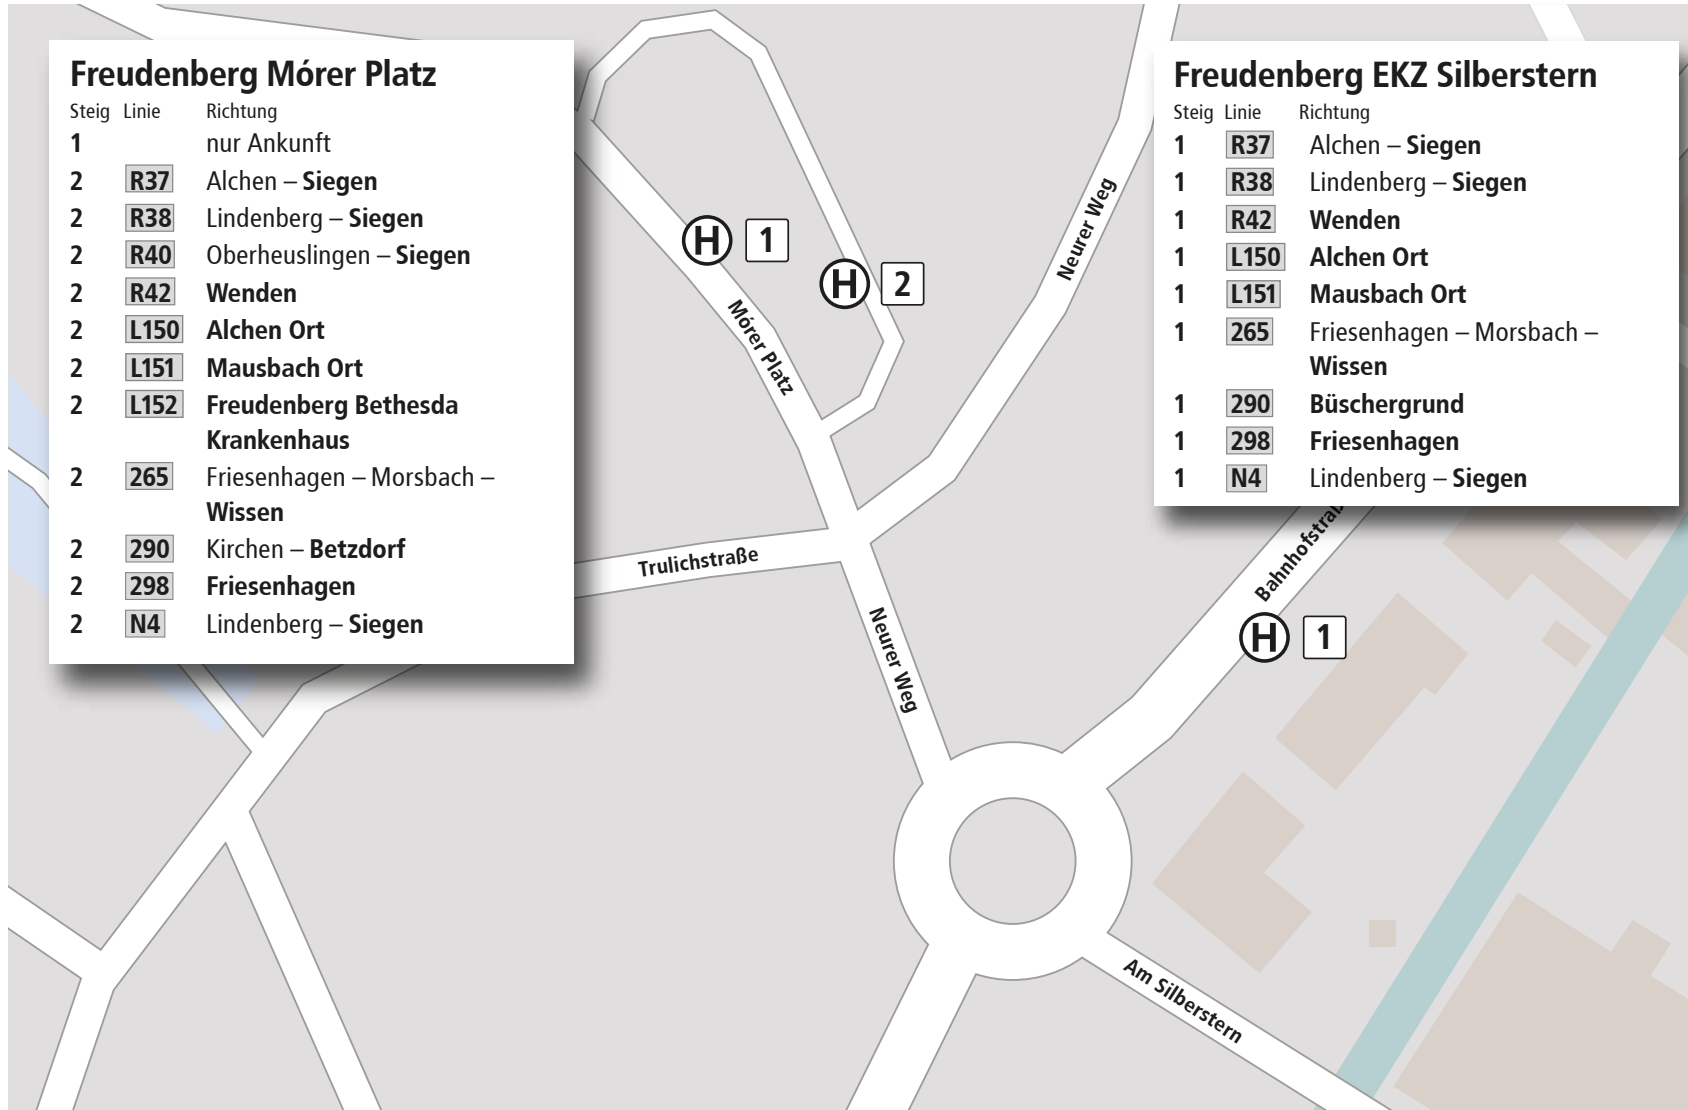 Freudenberg Mórer Platz
Steig Linie Richtung
1 nur Ankunft
2 R37 Alchen – Siegen
2 R38 Lindenberg – Siegen
2 R40 Oberheuslingen – Siegen
2 R42 Wenden
2 L150 Alchen Ort
2 L151 Mausbach Ort
2 L152 Freudenberg Bethesda
Krankenhaus
2 265 Friesenhagen – Morsbach –
Wissen
2 290 Kirchen – Betzdorf
2 298 Friesenhagen
2 N4 Lindenberg – Siegen
Freudenberg EKZ Silberstern
Steig Linie Richtung
1 R37 Alchen – Siegen
1 R38 Lindenberg – Siegen
1 R42 Wenden
1 L150 Alchen Ort
1 L151 Mausbach Ort
1 265 Friesenhagen – Morsbach –
Wissen
1 290 Büschergrund
1 298 Friesenhagen
1 N4 Lindenberg – Siegen
H 1
H 2
Mórer Platz
Neurer Weg
Trulichstraße
Neurer Weg
H 1
Am Silberstern